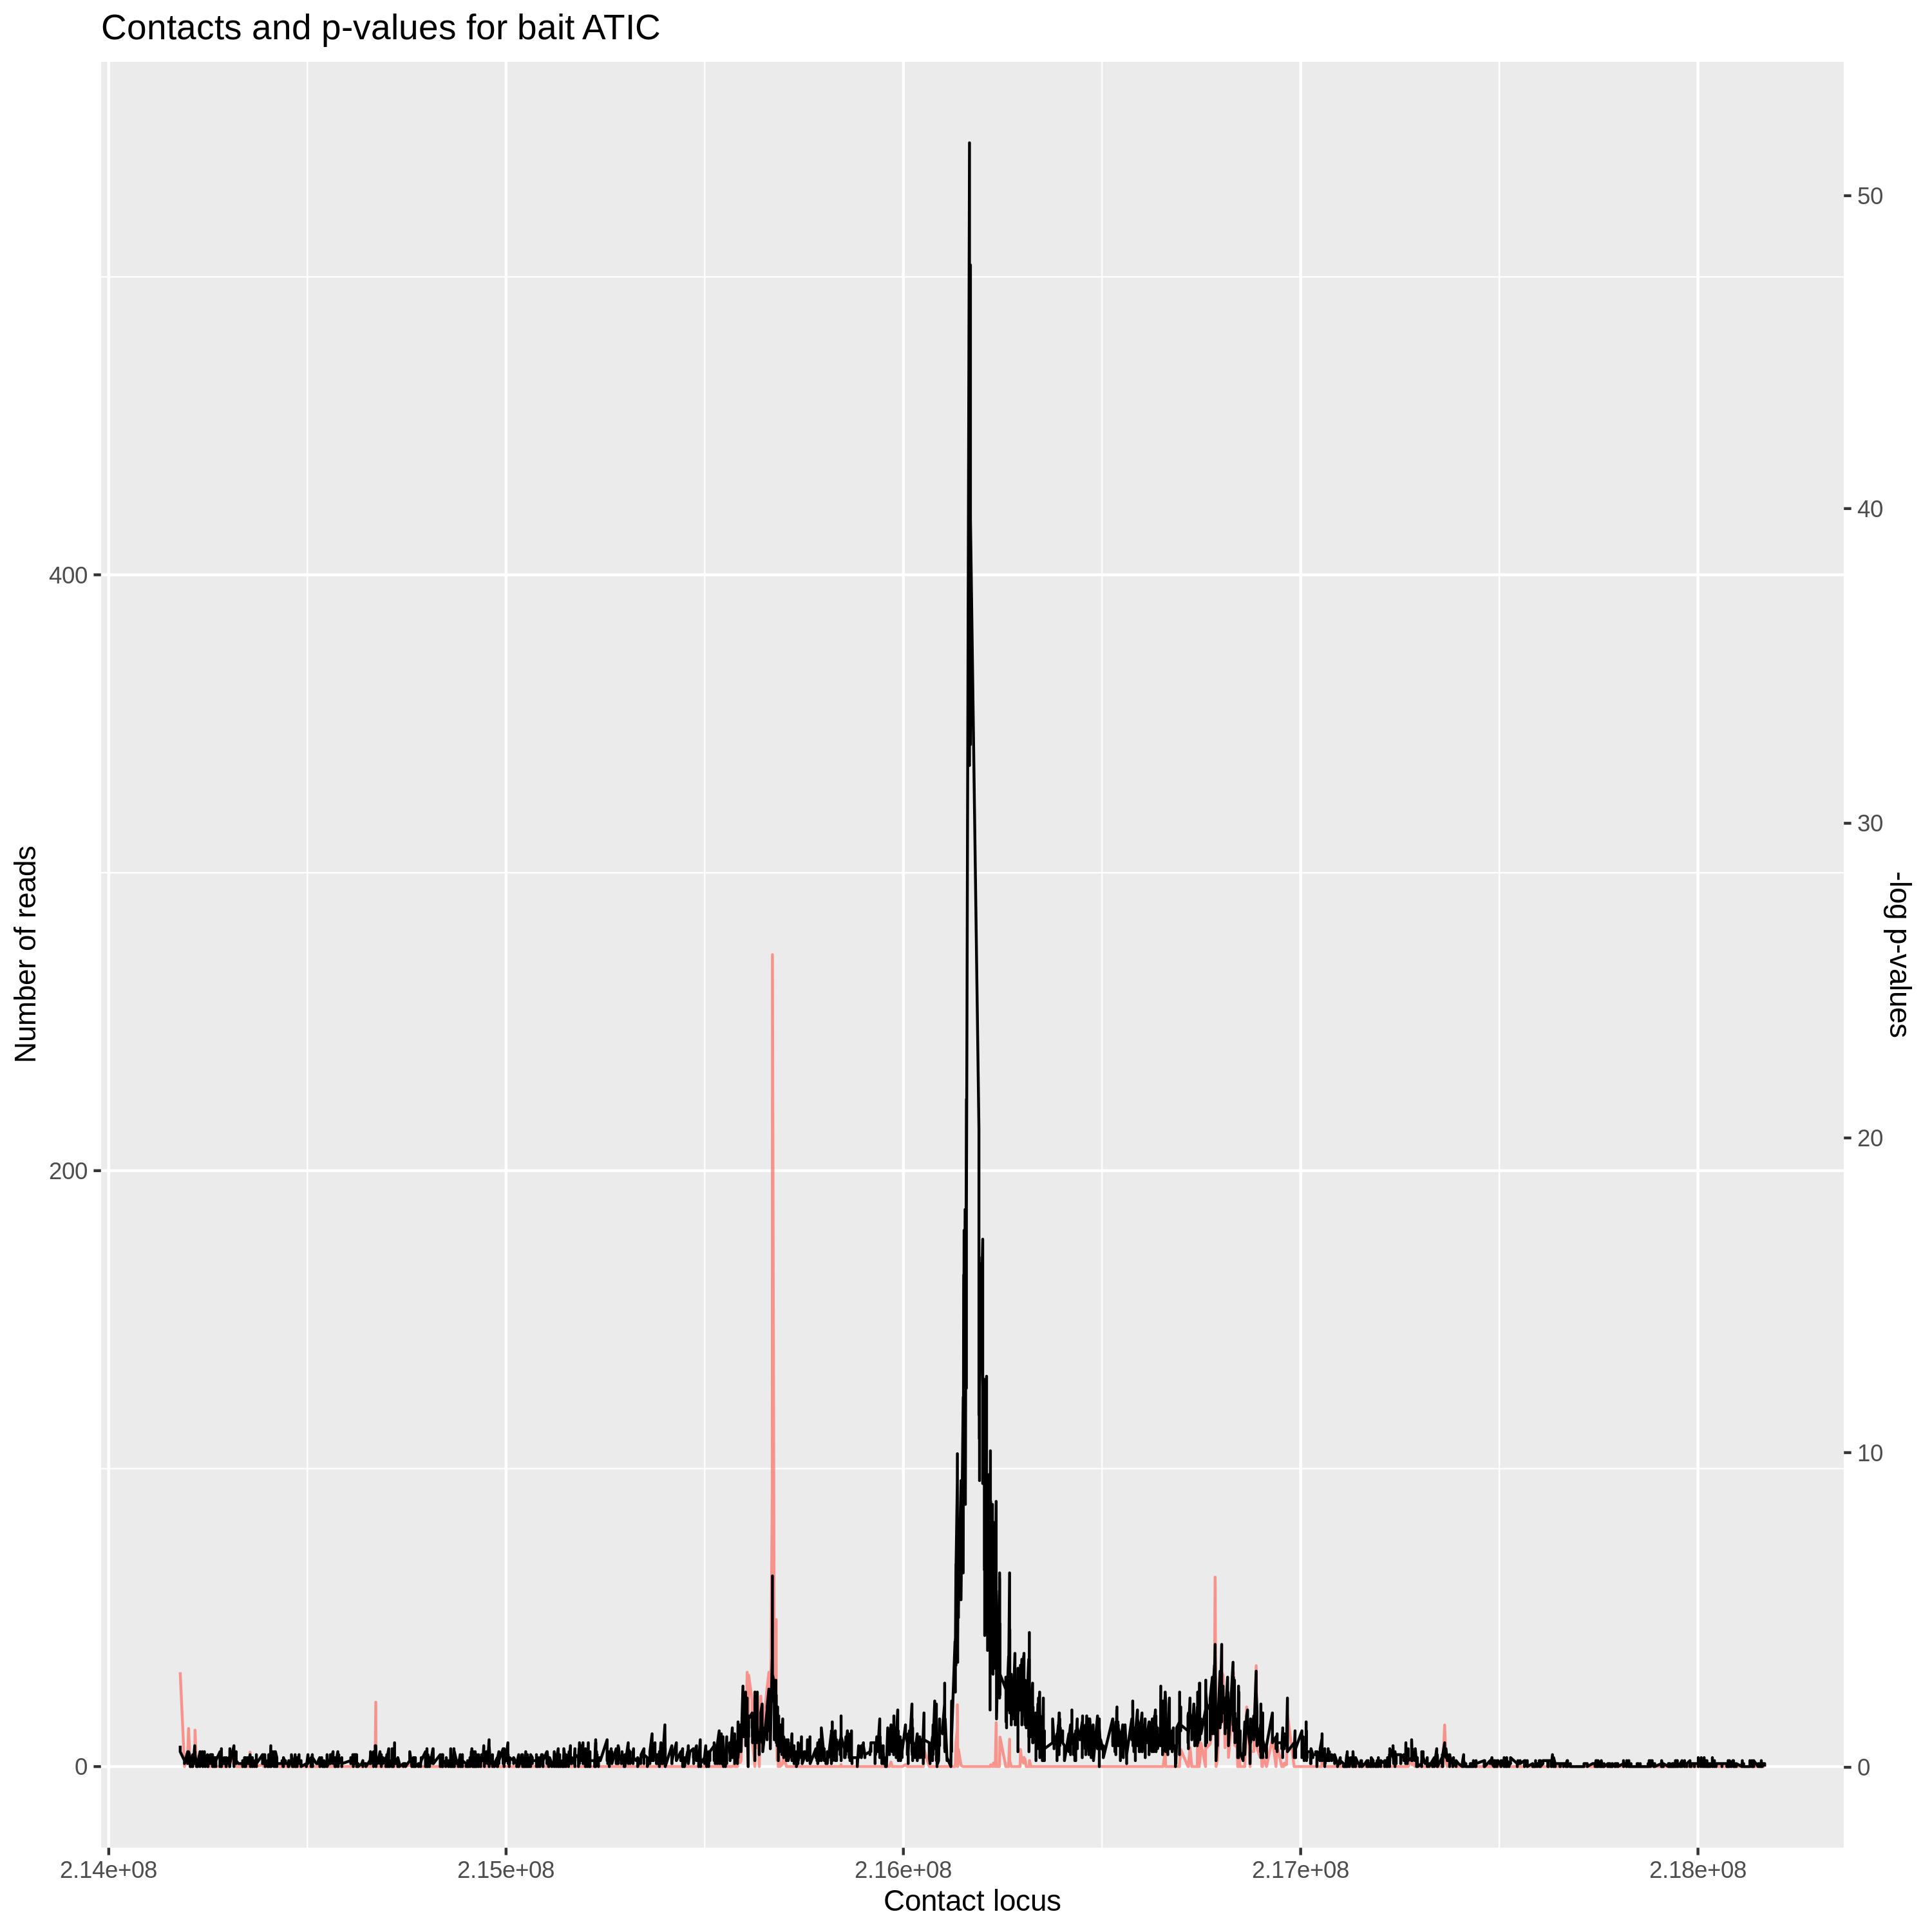 Contacts and p-values for bait ATIC
50
40
400
30
Number of reads
-log p-values
20
200
10
0
0
2.14e+08
2.15e+08
2.16e+08
2.17e+08
2.18e+08
Contact locus